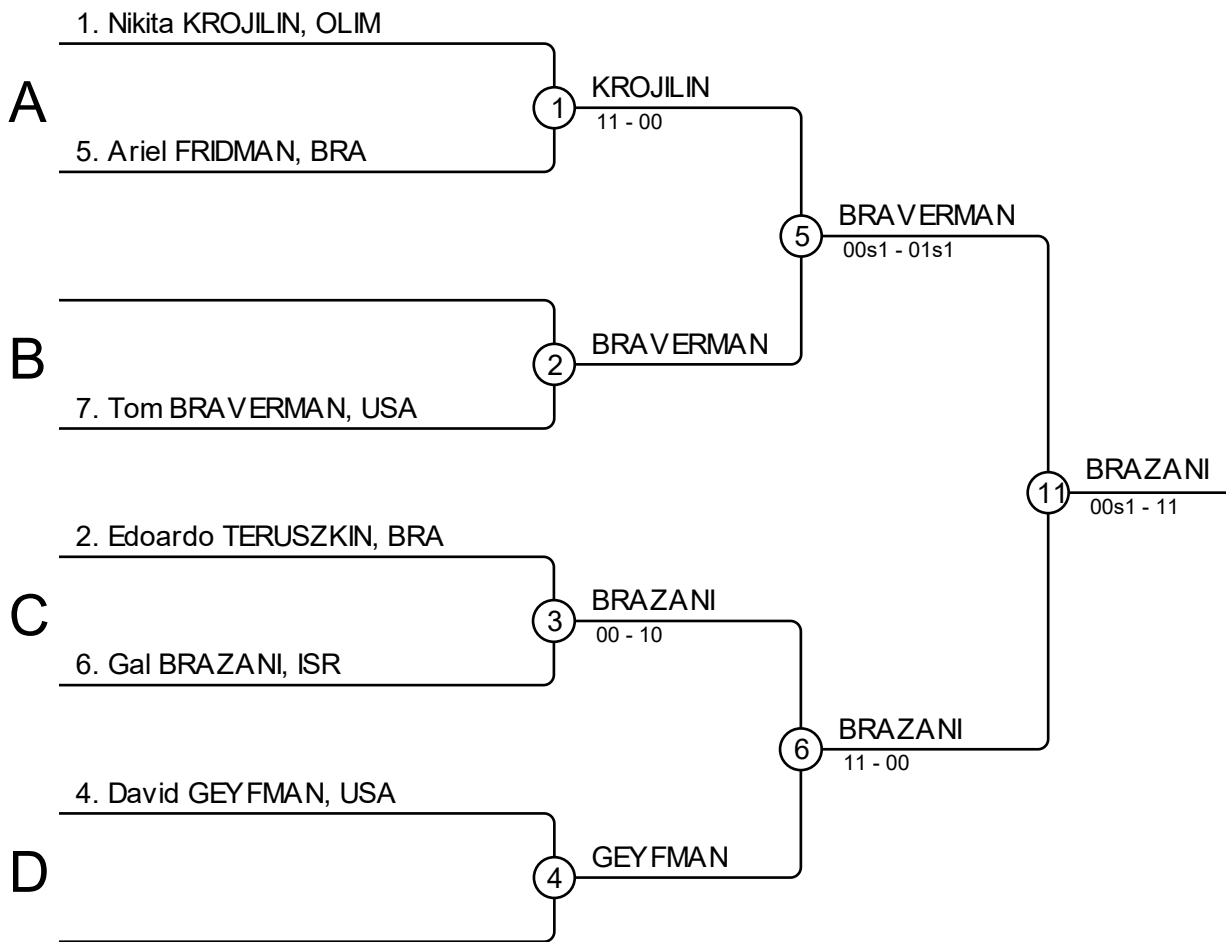 1. Nikita KROJILIN, OLIM
A
1
KROJILIN
11 - 00
5. Ariel FRIDMAN, BRA
5
BRAVERMAN
00s1 - 01s1
B
2
BRAVERMAN
7. Tom BRAVERMAN, USA
11
BRAZANI
00s1 - 11
2. Edoardo TERUSZKIN, BRA
C
3
BRAZANI
00 - 10
6. Gal BRAZANI, ISR
6
BRAZANI
11 - 00
4. David GEYFMAN, USA
D
4
GEYFMAN